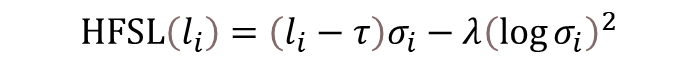 HFSL(lᵢ) = (lᵢ − τ)σᵢ − λ(log σᵢ)²